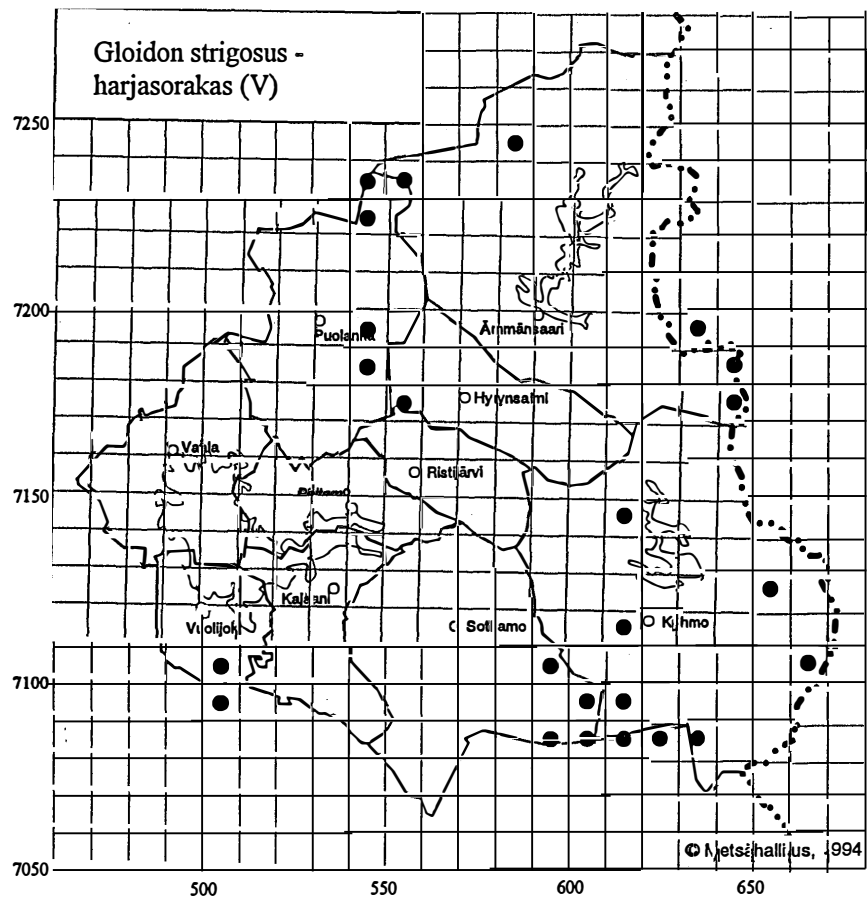 Gloidon strigosus -
harjasorakas (V)
7250
7200
Ämmänsaari
Puolanka
Hyrynsalmi
Vaala
Ristijärvi
7150
Kajaani
Vuolijoki
Sotkamo
Kuhmo
7100
© Metsähallitus, 1994
7050
500
550
600
650